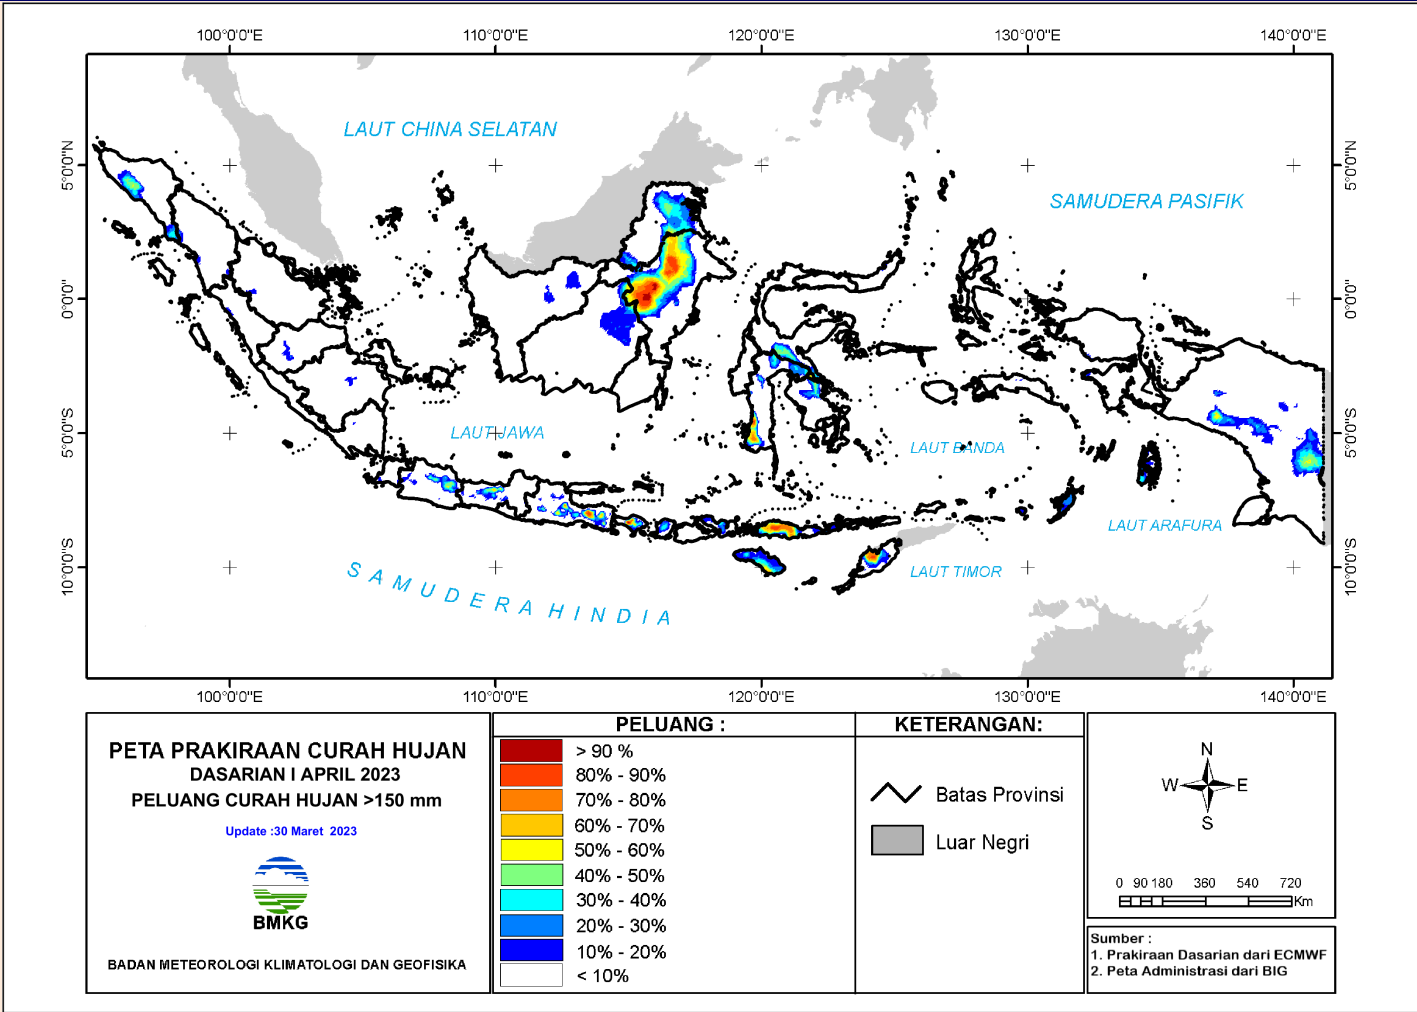 100°0'0"E 110°0'0"E 120°0'0"E 130°0'0"E 140°0'0"E
5°0'0"N 5°0'0"N
0°0'0" 0°0'0"
5°0'0"S 5°0'0"S
10°0'0"S 10°0'0"S
LAUT CHINA SELATAN
SAMUDERA PASIFIK
LAUT JAWA
LAUT BANDA
LAUT ARAFURA
LAUT TIMOR
SAMUDERA HINDIA
100°0'0"E 110°0'0"E 120°0'0"E 130°0'0"E 140°0'0"E
PETA PRAKIRAAN CURAH HUJAN
DASARIAN I APRIL 2023
PELUANG CURAH HUJAN >150 mm
Update :30 Maret 2023
BMKG
BADAN METEOROLOGI KLIMATOLOGI DAN GEOFISIKA
PELUANG :
> 90 %
80% - 90%
70% - 80%
60% - 70%
50% - 60%
40% - 50%
30% - 40%
20% - 30%
10% - 20%
< 10%
KETERANGAN:
Batas Provinsi
Luar Negri
N
W E
S
0 90 180 360 540 720
Km
Sumber :
1. Prakiraan Dasarian dari ECMWF
2. Peta Administrasi dari BIG